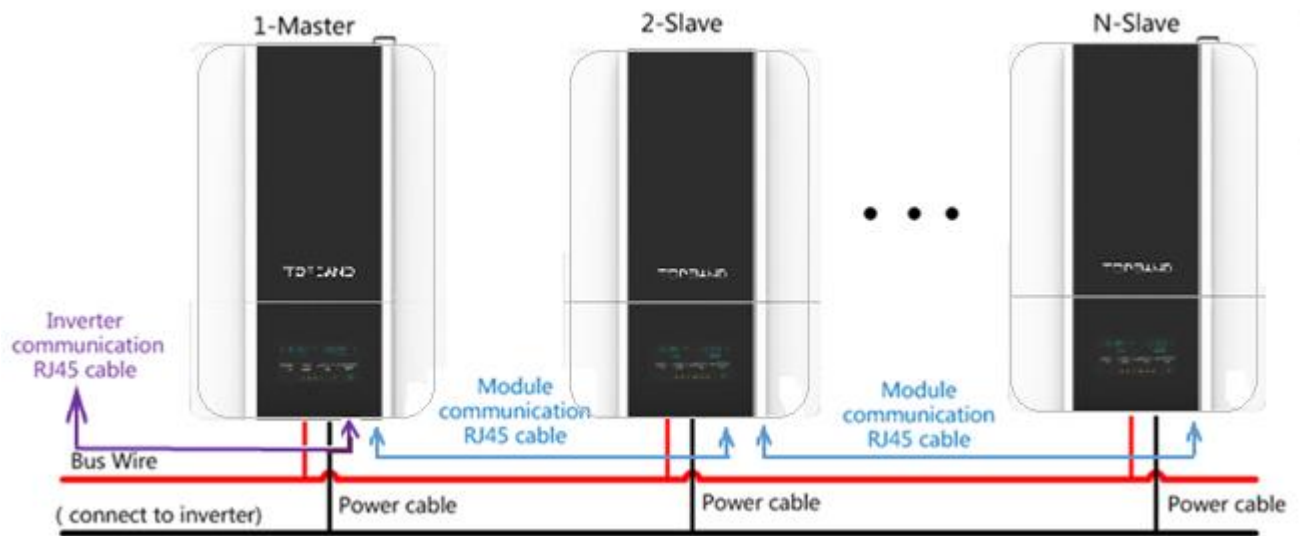 1-Master
2-Slave
N-Slave
TOPBAND
Inverter
communication
RJ45 cable
Module
communication
RJ45 cable
Module
communication
RJ45 cable
Bus Wire
( connect to inverter)
Power cable
Power cable
Power cable